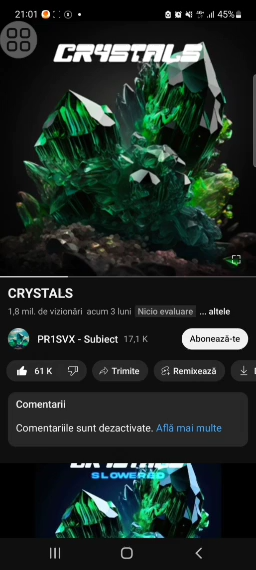 21:01
45%
CRYSTALS
CRYSTALS
1,8 mil. de vizionări acum 3 luni Nicio evaluare ... altele
PR1SVX - Subiect 17,1 K Abonează-te
61 K Trimite Remixează
Comentarii
Comentariile sunt dezactivate. Află mai multe
CRYSTALS
SLOWERED